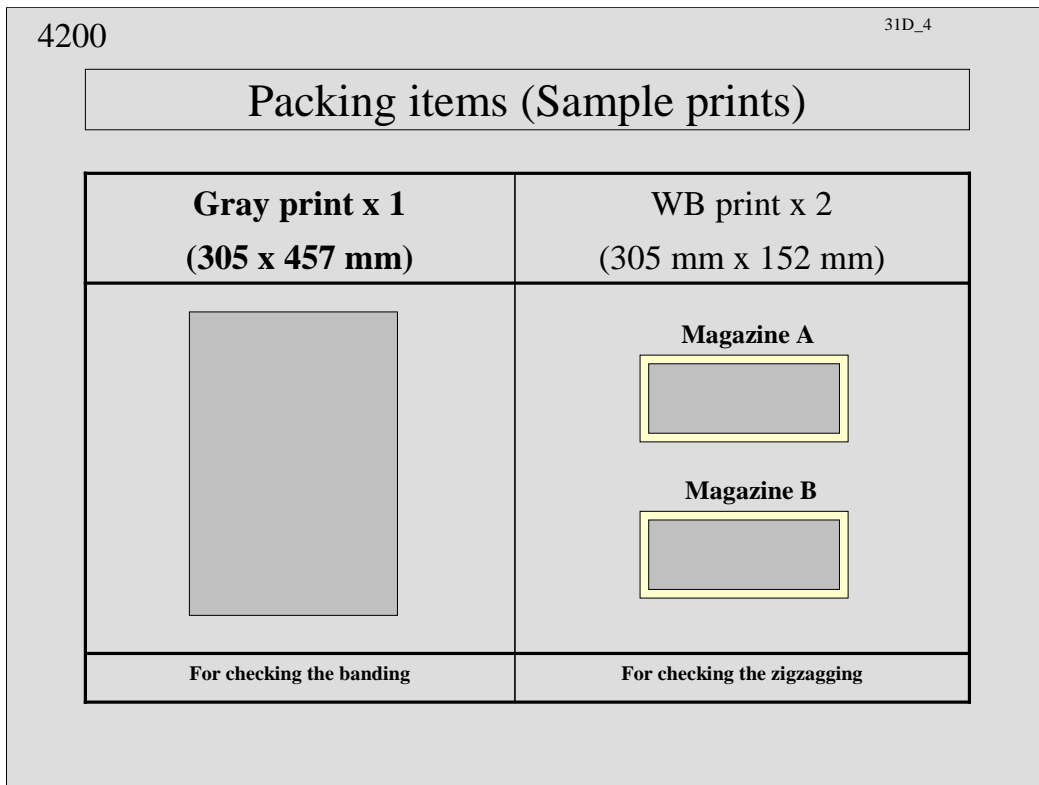 4200
31D_4
Packing items (Sample prints)
Gray print x 1
(305 x 457 mm)
WB print x 2
(305 mm x 152 mm)
Magazine A
Magazine B
For checking the banding
For checking the zigzagging